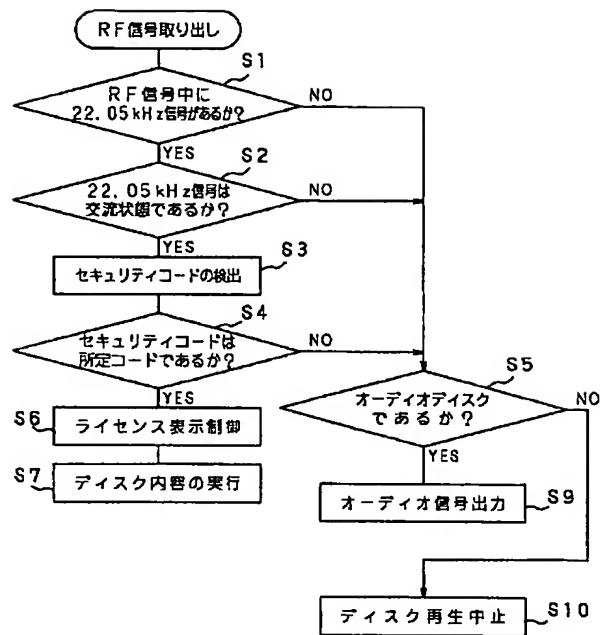 RF信号取り出し
S1
RF信号中に
22.05kHz信号があるか?
NO
YES
S2
22.05kHz信号は
交流状態であるか?
NO
YES
S3
セキュリティコードの検出
S4
セキュリティコードは
所定コードであるか?
NO
YES
S5
オーディオディスク
であるか?
NO
YES
S6
ライセンス表示制御
S7
ディスク内容の実行
オーディオ信号出力
S9
ディスク再生中止
S10